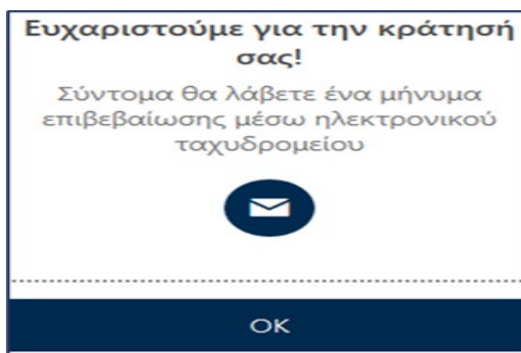 Ευχαριστούμε για την κράτησή
σας!
Σύντομα θα λάβετε ένα μήνυμα
επιβεβαίωσης μέσω ηλεκτρονικού
ταχυδρομείου
OK